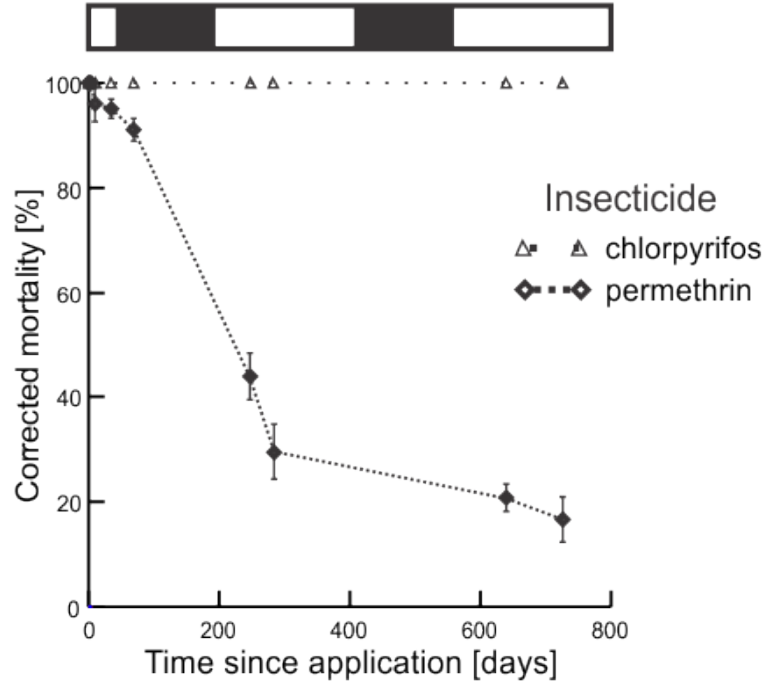 100
80
60
40
20
0
Corrected mortality [%]
Insecticide
chlorpyrifos
permethrin
0 200 400 600 800
Time since application [days]